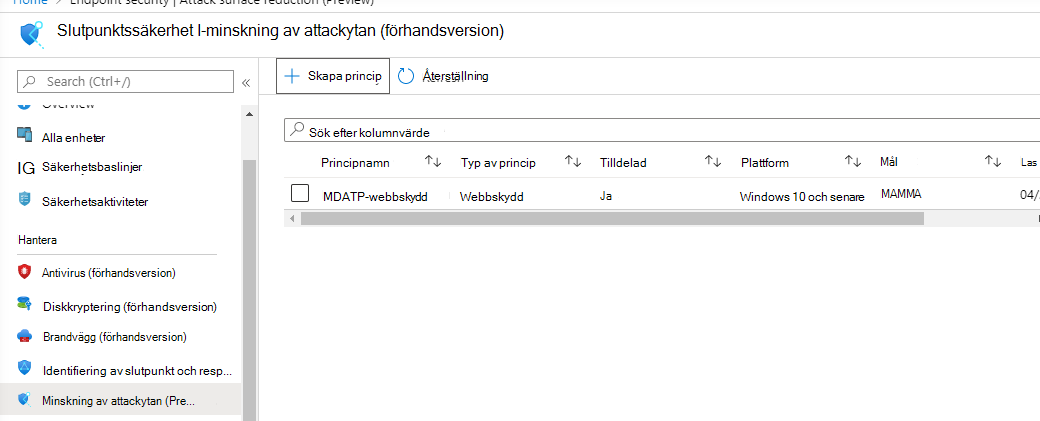 Home > Endpoint security | Attack surface reduction (Preview)
Slutpunktssäkerhet I-minskning av attackytan (förhandsversion)
Search (Ctrl+/)
«
Skapa princip
Återställning
Overview
Alla enheter
IG Säkerhetsbaslinjer
Säkerhetsaktiviteter
Hantera
Antivirus (förhandsversion)
Diskkryptering (förhandsversion)
Brandvägg (förhandsversion)
Identifiering av slutpunkt och resp...
Minskning av attackytan (Pre...
Sök efter kolumnvärde
Principnamn Typ av princip Tilldelad Plattform Mål Las
MDATP-webbskydd Webbskydd Ja Windows 10 och senare MAMMA 04/